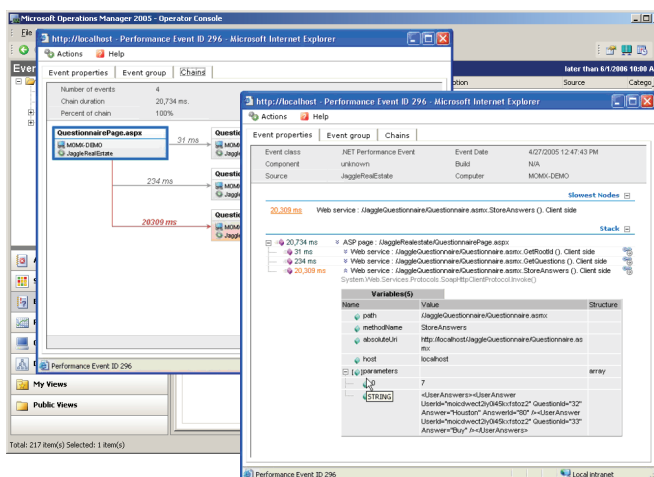 Microsoft Operations Manager 2005 - Operator Console
File
later than 6/1/2006 10:00 A
Source
Catego
My Views
Public Views
Total: 217 item(s) Selected: 1 item(s)
http://localhost - Performance Event ID 296 - Microsoft Internet Explorer
Actions Help
Event properties Event group Chains
Number of events 4
Chain duration 20,734 ms.
Percent of chain 100%
QuestionnairePage.aspx
MOMX-DEMO
JaggleRealEstate
31 ms
234 ms
20309 ms
Performance Event ID 296
http://localhost - Performance Event ID 296 - Microsoft Internet Explorer
Actions Help
Event properties Event group Chains
Event class .NET Performance Event Event Date 4/27/2005 12:47:43 PM
Component unknown Build N/A
Source JaggleRealEstate Computer MOMX-DEMO
Slowest Nodes
20,309 ms Web service : /JaggleQuestionnaire/Questionnaire.asmx.StoreAnswers (). Client side
Stack
20,734 ms ASP page : /JaggleRealestate/QuestionnairePage.aspx
31 ms Web service : /JaggleQuestionnaire/Questionnaire.asmx.GetRootId (). Client side
234 ms Web service : /JaggleQuestionnaire/Questionnaire.asmx.GetQuestions (). Client side
20,309 ms Web service : /JaggleQuestionnaire/Questionnaire.asmx.StoreAnswers (). Client side
System.Web.Services.Protocols.SoapHttpClientProtocol.Invoke()
Variables(5)
Name Value Structure
path /JaggleQuestionnaire/Questionnaire.asmx
methodName StoreAnswers
absoluteUri http://localhost/JaggleQuestionnaire/Questionnaire.as
mx
host localhost
parameters array
0 7
STRING
<UserAnswers><UserAnswer
QuestionId="32"
Answer="Houston" AnswerId="80" /><UserAnswer
QuestionId="33"
Answer="Buy" /></UserAnswers>
Performance Event ID 296
Local intranet